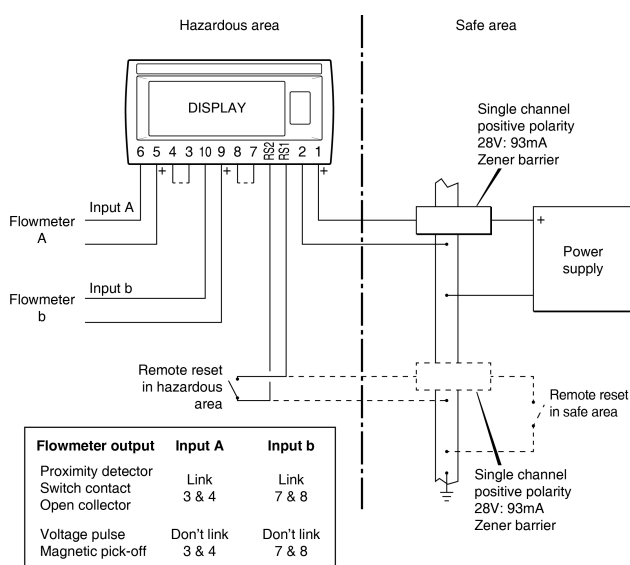 Hazardous area
Safe area
DISPLAY
6 5 4 3 10 9 8 7 RS2 RS1 2 1
+ + +
Single channel
positive polarity
28V: 93mA
Zener barrier
Flowmeter
A
Input A
Flowmeter
b
Input b
+
Power
supply
Remote reset
in hazardous
area
Remote reset
in safe area
Single channel
positive polarity
28V: 93mA
Zener barrier
Flowmeter output Input A Input b
Proximity detector
Switch contact
Open collector
Link
3 & 4
Link
7 & 8
Voltage pulse Don't link Don't link
Magnetic pick-off 3 & 4 7 & 8